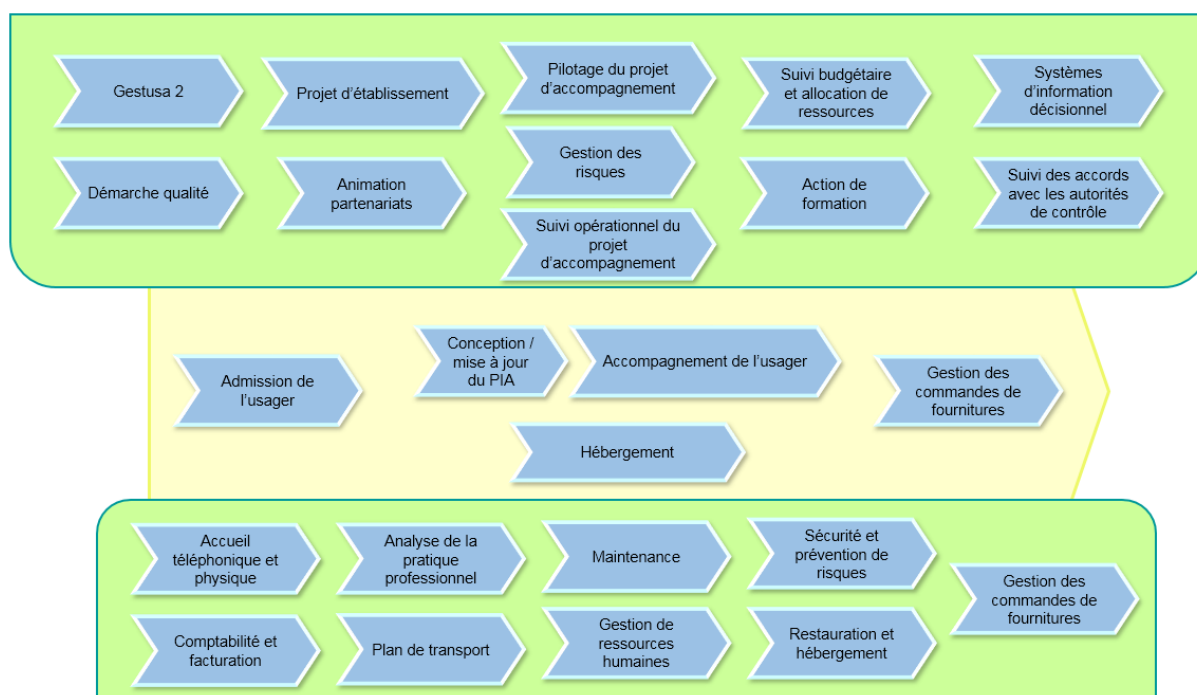 Gestusa 2
Projet d'établissement
Pilotage du projet
d'accompagnement
Suivi budgétaire
et allocation de
ressources
Systèmes
d'information
décisionnel
Démarche qualité
Animation
partenariats
Gestion des
risques
Action de
formation
Suivi des accords
avec les autorités
de contrôle
Suivi opérationnel du
projet
d'accompagnement
Admission de
l'usager
Conception /
mise à jour
du PIA
Accompagnement de l'usager
Gestion des
commandes de
fournitures
Hébergement
Accueil
téléphonique et
physique
Analyse de la
pratique
professionnel
Maintenance
Sécurité et
prévention de
risques
Gestion des
commandes de
fournitures
Comptabilité et
facturation
Plan de transport
Gestion de
ressources
humaines
Restauration et
hébergement